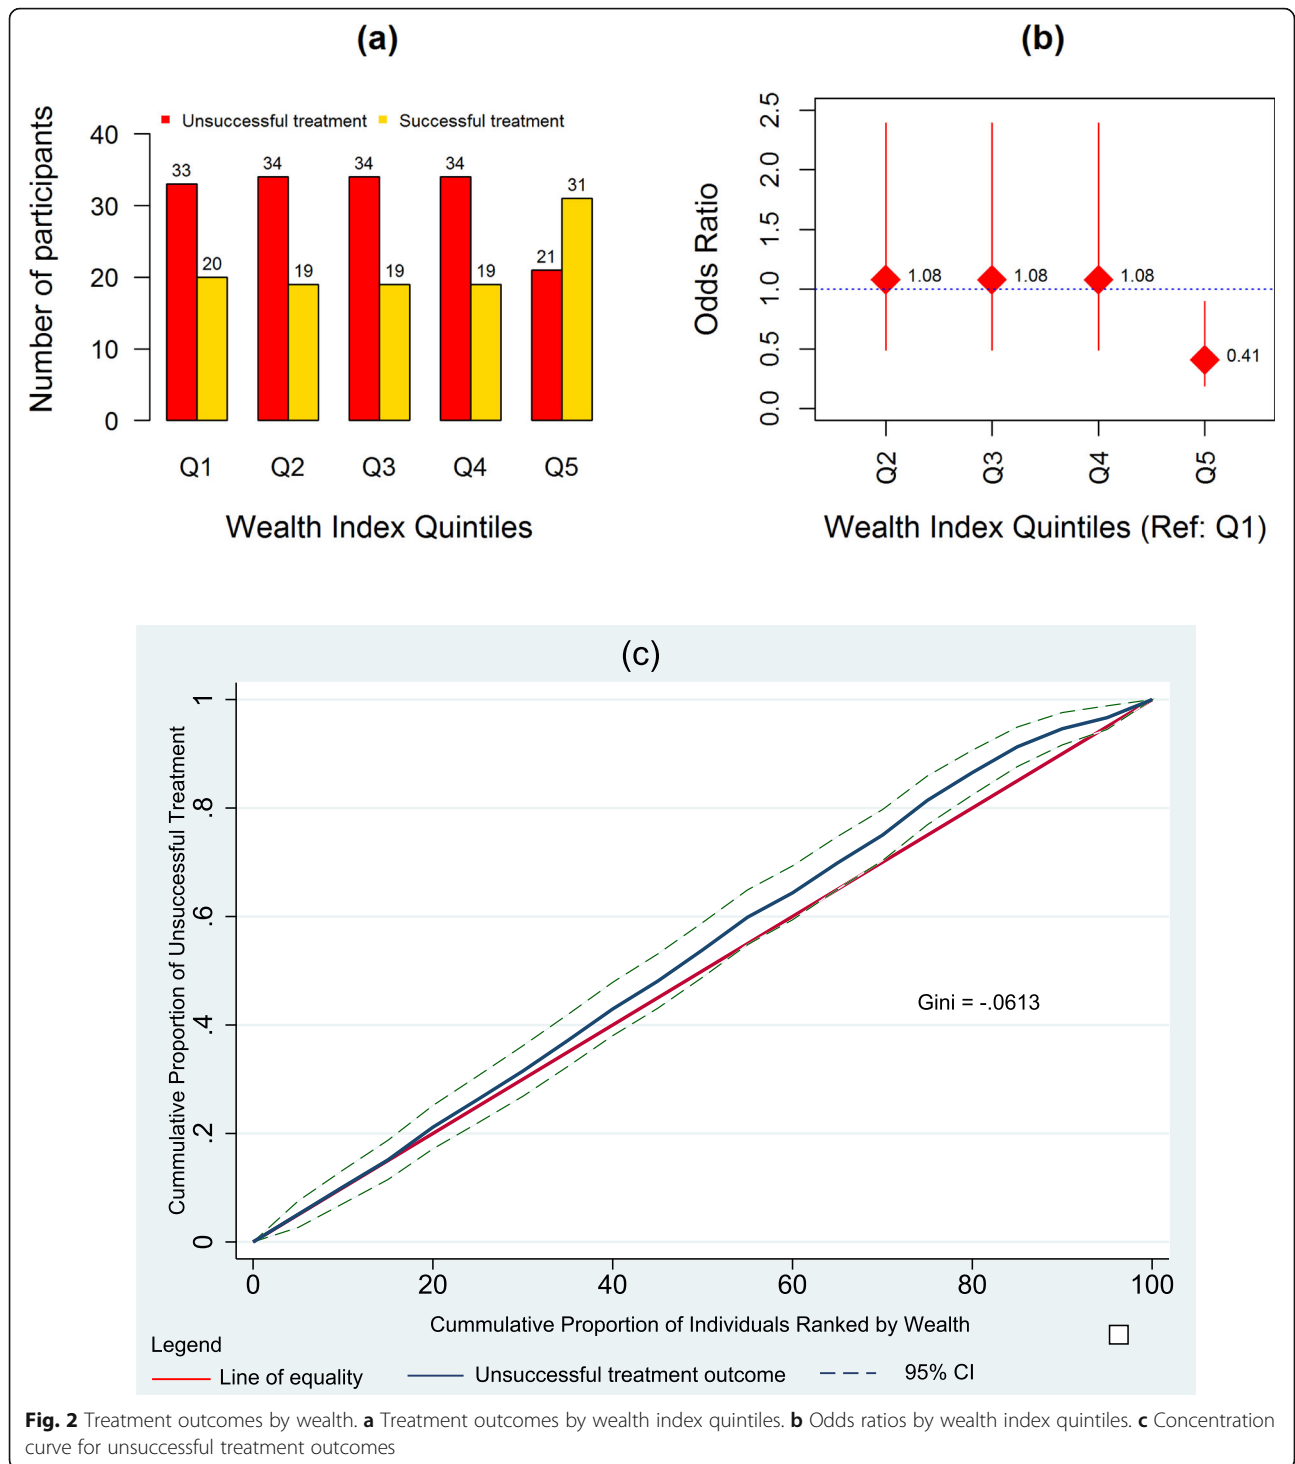 (a)
Unsuccessful treatment
Successful treatment
Number of participants
40
30
20
10
0
33
20
34
19
34
19
34
19
21
31
Q1
Q2
Q3
Q4
Q5
Wealth Index Quintiles
(b)
Odds Ratio
2.5
2.0
1.5
1.0
0.5
0.0
1.08
1.08
1.08
0.41
Q2
Q3
Q4
Q5
Wealth Index Quintiles (Ref: Q1)
(c)
Cummulative Proportion of Unsuccessful Treatment
1
.8
.6
.4
.2
0
Gini = -.0613
0
20
40
60
80
100
Cummulative Proportion of Individuals Ranked by Wealth
Legend
Line of equality
Unsuccessful treatment outcome
95% CI
Fig. 2 Treatment outcomes by wealth. a Treatment outcomes by wealth index quintiles. b Odds ratios by wealth index quintiles. c Concentration
curve for unsuccessful treatment outcomes